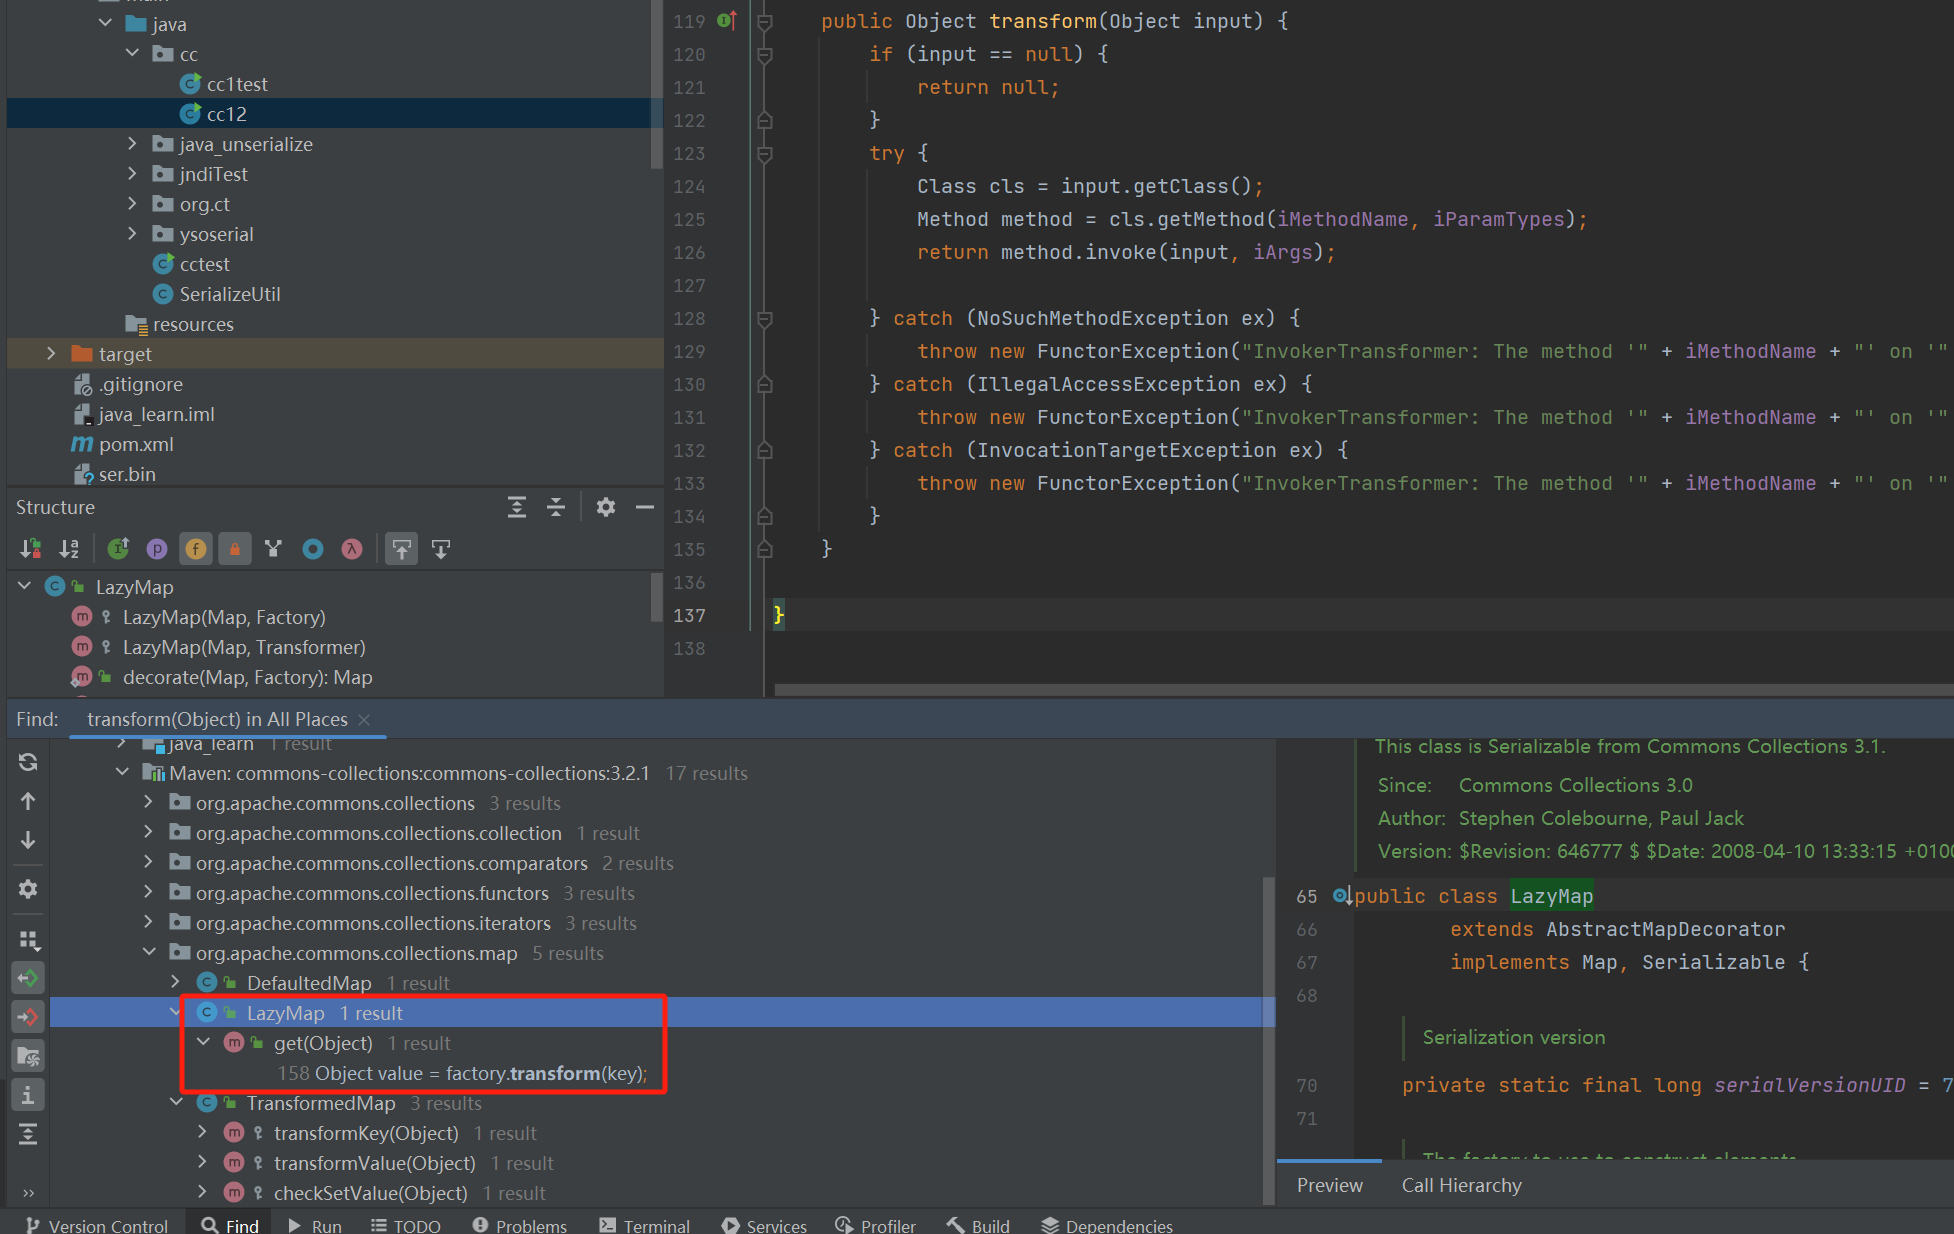 main
java
cc
cc1test
cc12
java_unserialize
jndiTest
org.ct
ysoserial
cctest
SerializeUtil
resources
target
.gitignore
java_learn.iml
pom.xml
ser.bin
119 public Object transform(Object input) {
120 if (input == null) {
121 return null;
122 }
123 try {
124 Class cls = input.getClass();
125 Method method = cls.getMethod(iMethodName, iParamTypes);
126 return method.invoke(input, iArgs);
127
128 } catch (NoSuchMethodException ex) {
129 throw new FunctorException("InvokerTransformer: The method '" + iMethodName + "' on '"
130 } catch (IllegalAccessException ex) {
131 throw new FunctorException("InvokerTransformer: The method '" + iMethodName + "' on '"
132 } catch (InvocationTargetException ex) {
133 throw new FunctorException("InvokerTransformer: The method '" + iMethodName + "' on '"
134 }
135 }
136
137 }
138
Structure
LazyMap
LazyMap(Map, Factory)
LazyMap(Map, Transformer)
decorate(Map, Factory): Map
Find: transform(Object) in All Places
java_learn 1 result
Maven: commons-collections:commons-collections:3.2.1 17 results
org.apache.commons.collections 3 results
org.apache.commons.collections.collection 1 result
org.apache.commons.collections.comparators 2 results
org.apache.commons.collections.functors 3 results
org.apache.commons.collections.iterators 3 results
org.apache.commons.collections.map 5 results
DefaultedMap 1 result
LazyMap 1 result
get(Object) 1 result
158 Object value = factory.transform(key);
TransformedMap 3 results
transformKey(Object) 1 result
transformValue(Object) 1 result
checkSetValue(Object) 1 result
This class is Serializable from Commons Collections 3.1.
Since: Commons Collections 3.0
Author: Stephen Colebourne, Paul Jack
Version: $Revision: 646777 $ $Date: 2008-04-10 13:33:15 +010
65 public class LazyMap
66 extends AbstractMapDecorator
67 implements Map, Serializable {
68
Serialization version
70 private static final long serialVersionUID = 7
71
The factory to use to construct elements
Preview Call Hierarchy
Version Control Find Run TODO Problems Terminal Services Profiler Build Dependencies